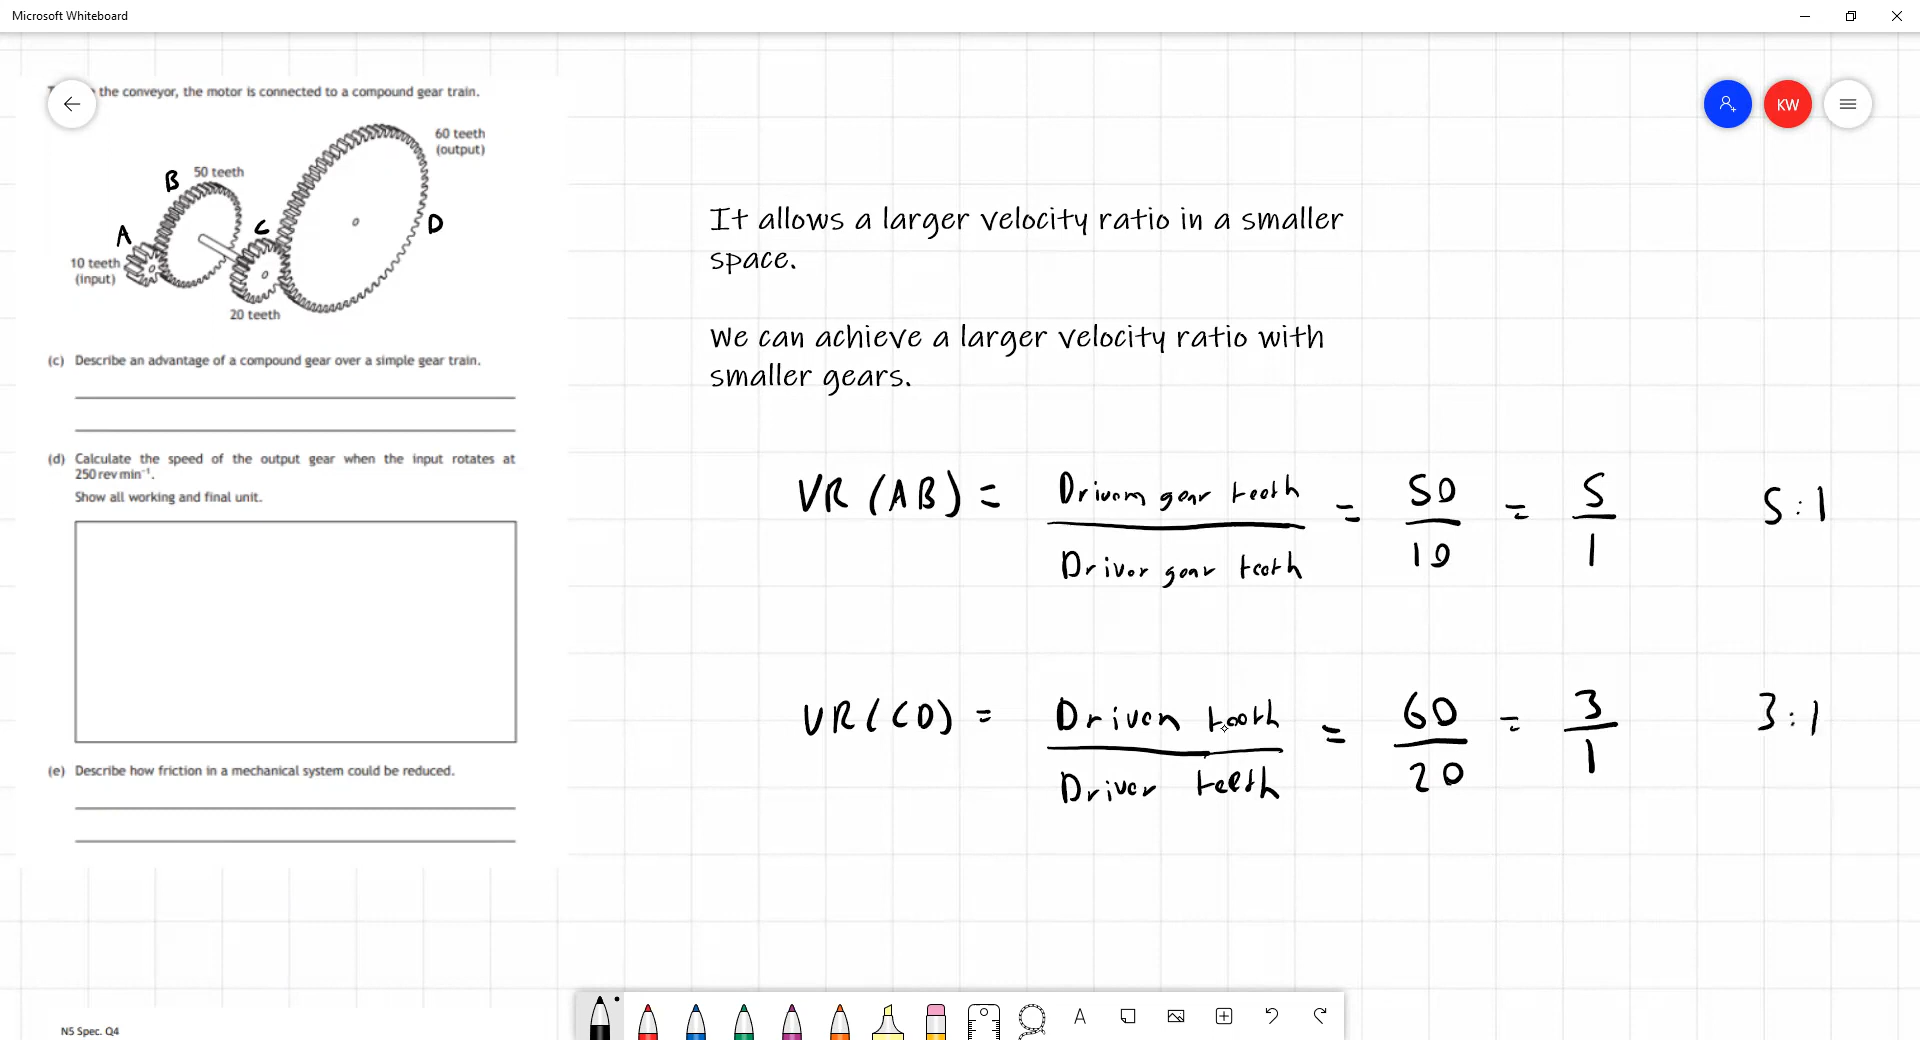 Microsoft Whiteboard
the conveyor, the motor is connected to a compound gear train.
KW
60 teeth
(output)
50 teeth
B
A
C
D
10 teeth
(input)
20 teeth
It allows a larger velocity ratio in a smaller
space.
We can achieve a larger velocity ratio with
smaller gears.
(c) Describe an advantage of a compound gear over a simple gear train.
(d) Calculate the speed of the output gear when the input rotates at
250 rev min⁻¹.
Show all working and final unit.
VR (AB) = Driven gear teeth / Driver gear teeth = 50 / 10 = 5 / 1 5:1
VR (CD) = Driven teeth / Driver teeth = 60 / 20 = 3 / 1 3:1
(e) Describe how friction in a mechanical system could be reduced.
N5 Spec. Q4
A